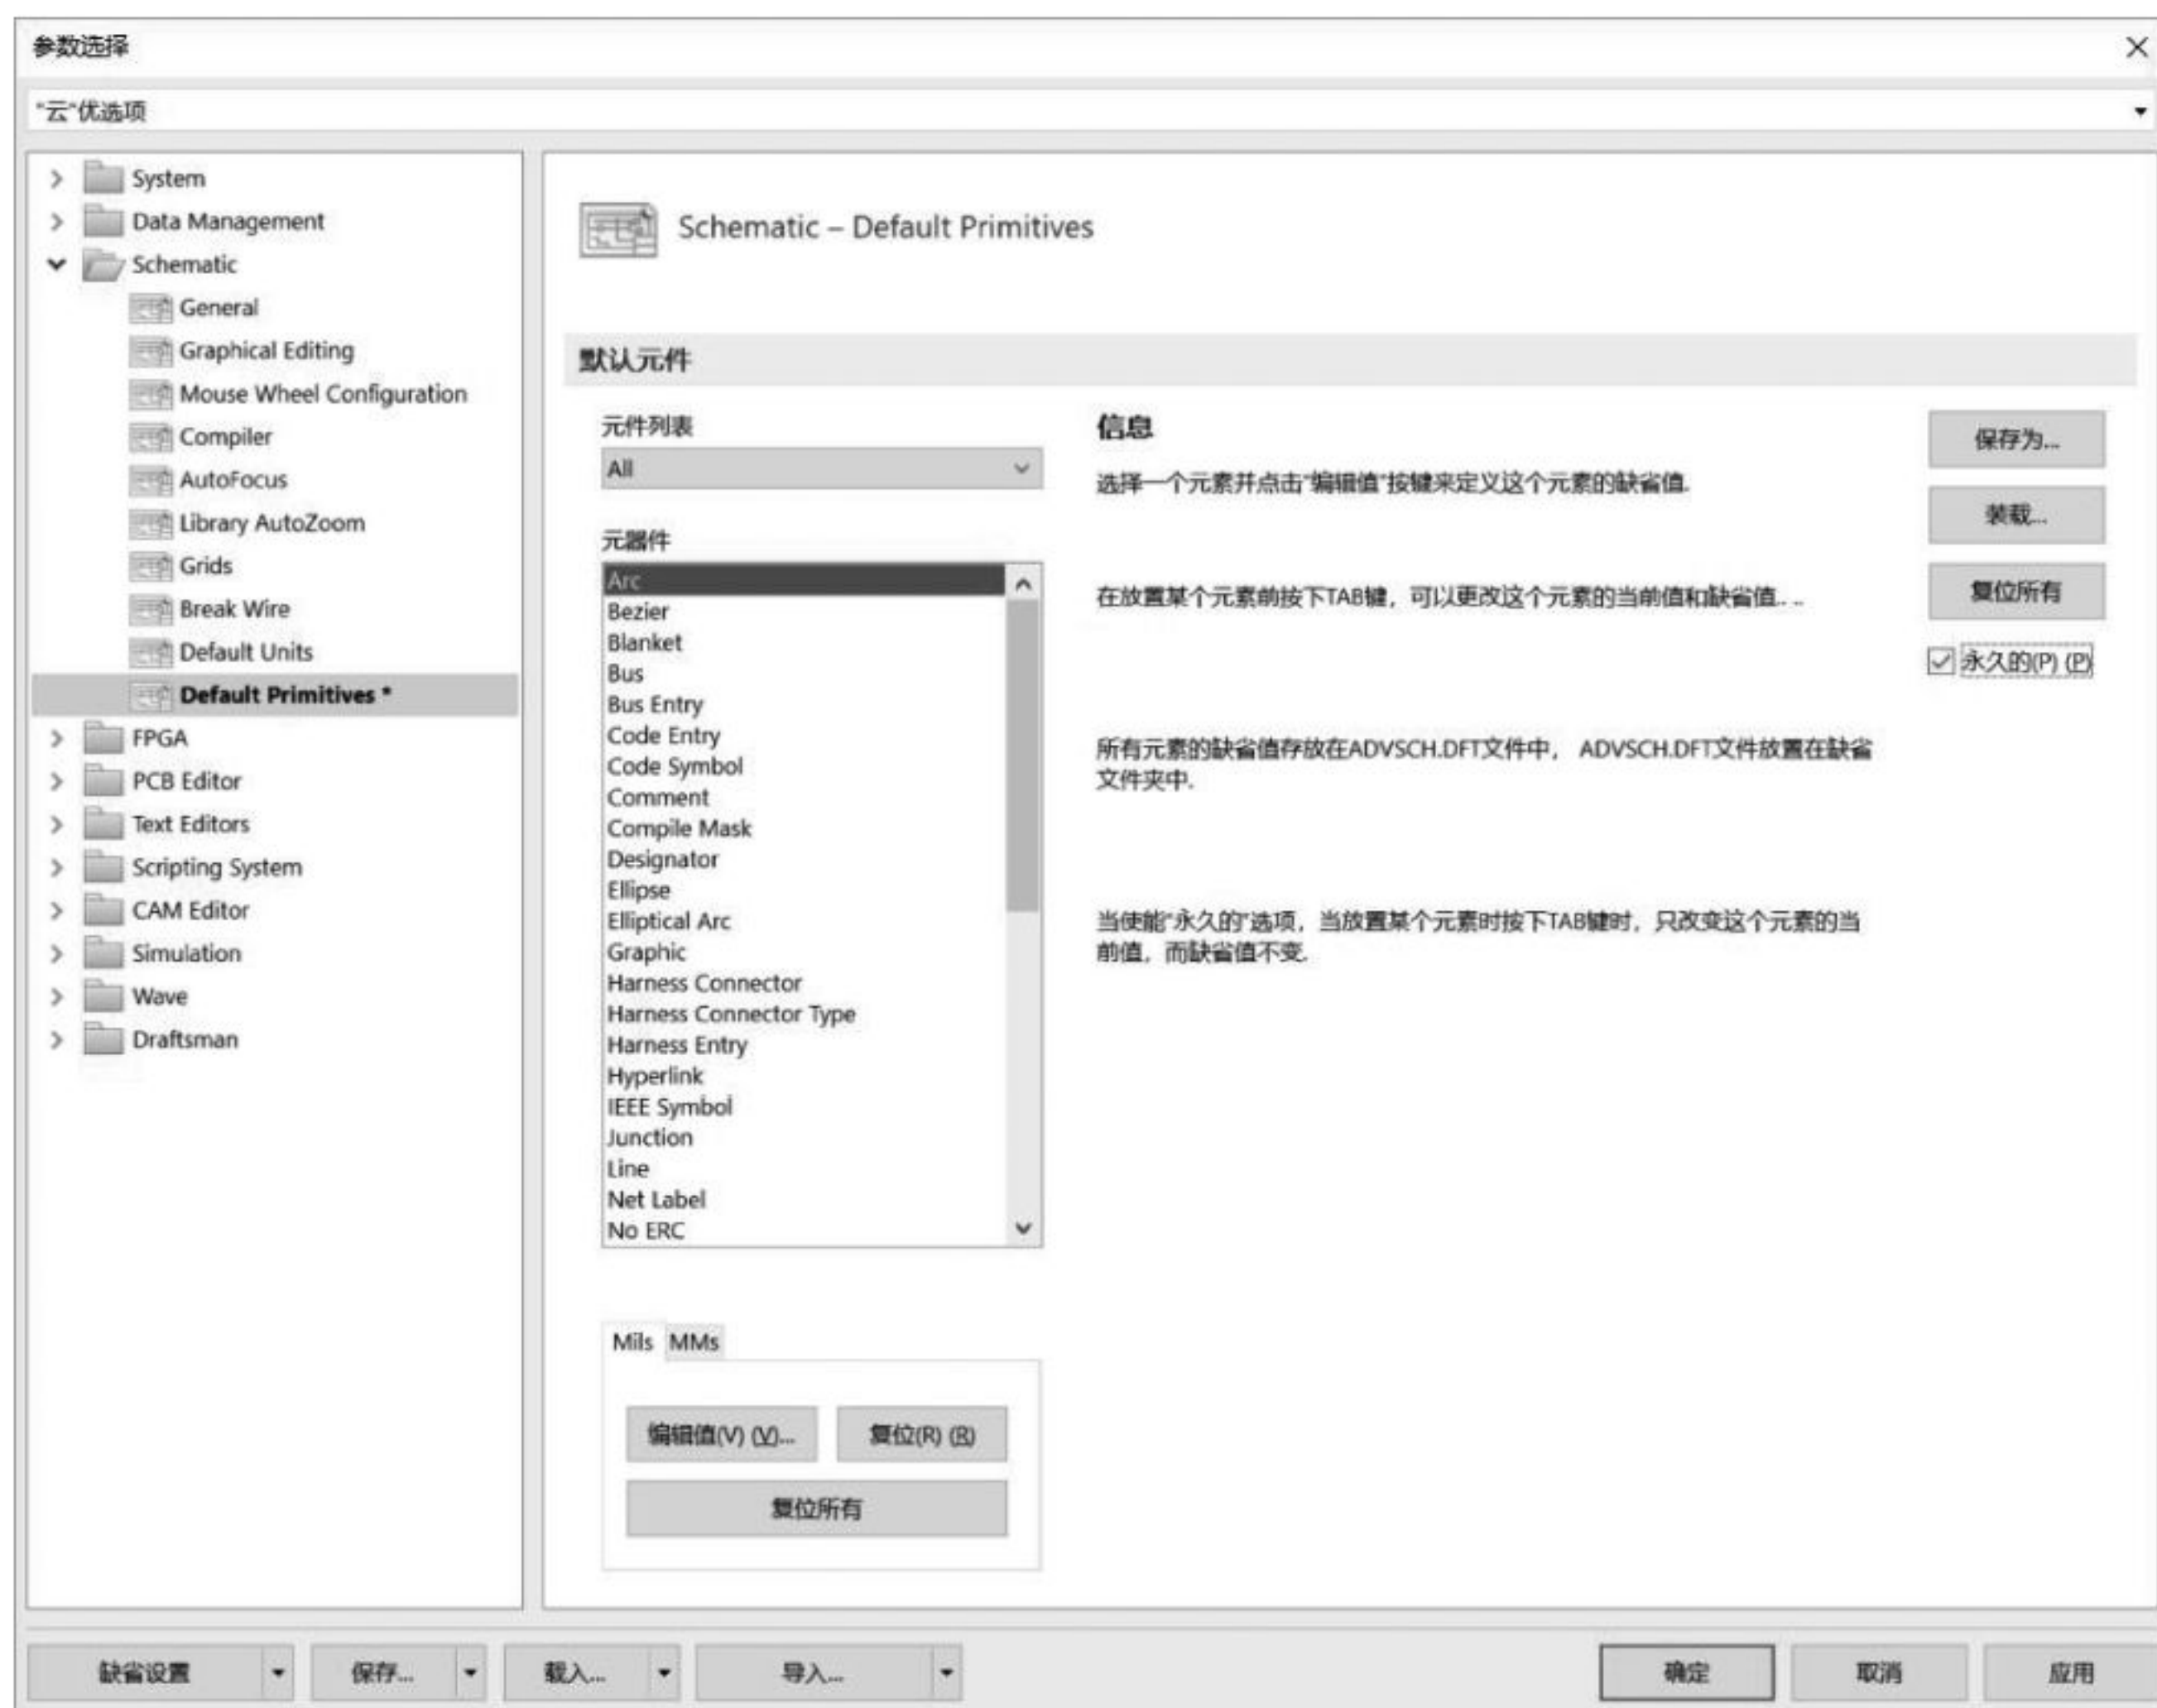 参数选择
"云"优选项
System
Data Management
Schematic
General
Graphical Editing
Mouse Wheel Configuration
Compiler
AutoFocus
Library AutoZoom
Grids
Break Wire
Default Units
Default Primitives *
FPGA
PCB Editor
Text Editors
Scripting System
CAM Editor
Simulation
Wave
Draftsman
Schematic – Default Primitives
默认元件
元件列表
All
元器件
Arc
Bezier
Blanket
Bus
Bus Entry
Code Entry
Code Symbol
Comment
Compile Mask
Designator
Ellipse
Elliptical Arc
Graphic
Harness Connector
Harness Connector Type
Harness Entry
Hyperlink
IEEE Symbol
Junction
Line
Net Label
No ERC
Mils MMs
编辑值(V) (V)... 复位(R) (R)
复位所有
信息
选择一个元素并点击"编辑值"按键来定义这个元素的缺省值.
在放置某个元素前按下TAB键，可以更改这个元素的当前值和缺省值. ..
所有元素的缺省值存放在ADVSCH.DFT文件中， ADVSCH.DFT文件放置在缺省
文件夹中.
当使能"永久的"选项，当放置某个元素时按下TAB键时，只改变这个元素的当
前值，而缺省值不变.
保存为...
装载...
复位所有
永久的(P) (P)
缺省设置 保存... 载入... 导入... 确定 取消 应用